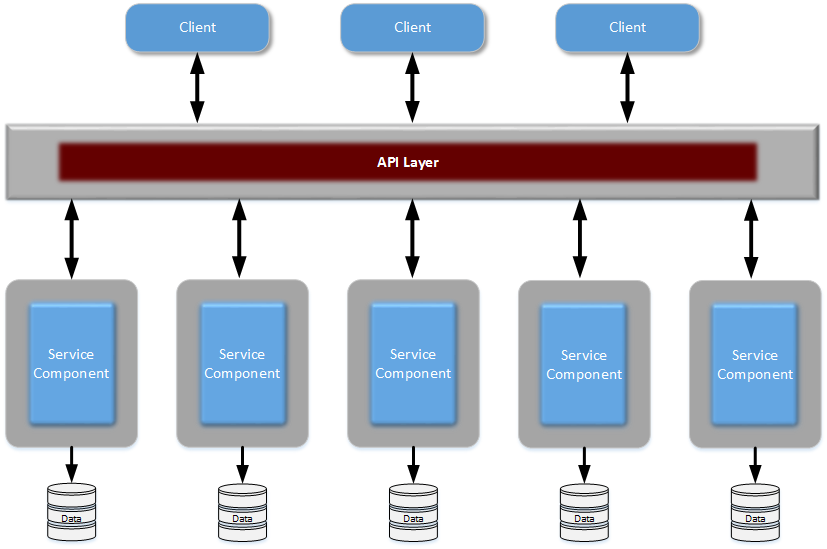 Client
Client
Client
API Layer
Service
Component
Service
Component
Service
Component
Service
Component
Service
Component
Data
Data
Data
Data
Data